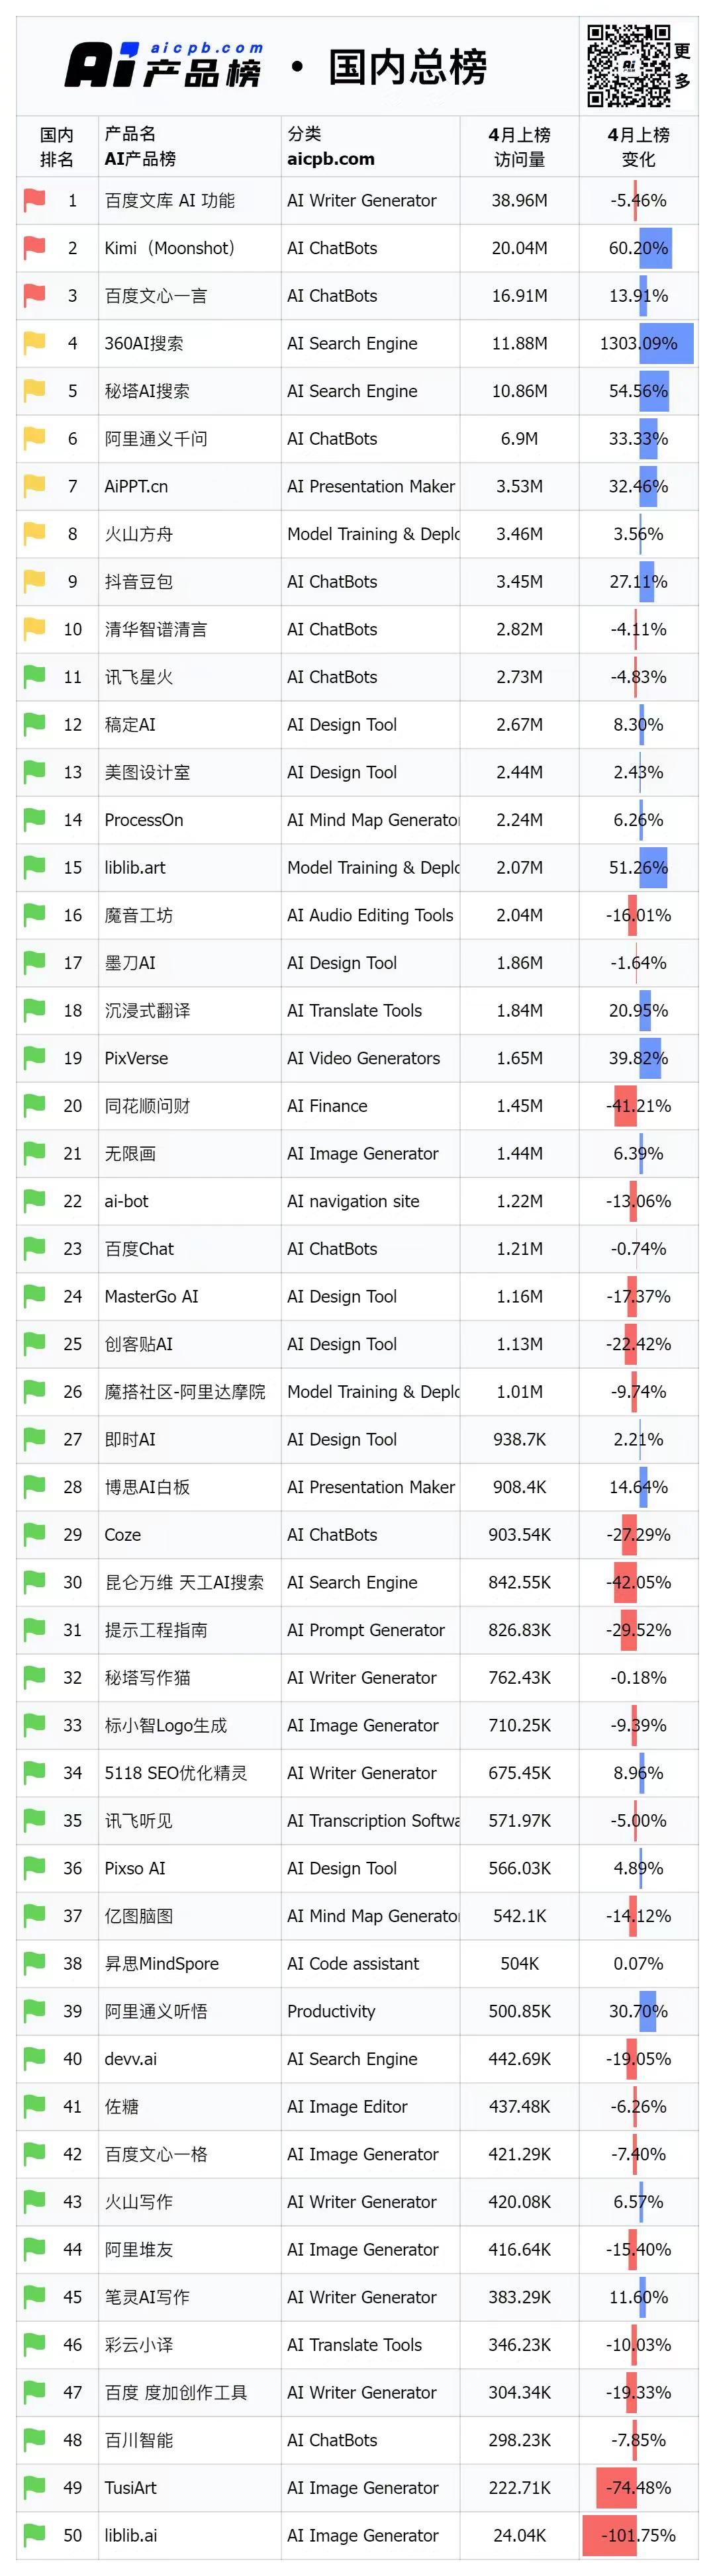 aicpb.com
Ai产品榜 • 国内总榜
更多
国内排名 产品名 AI产品榜 分类 aicpb.com 4月上榜访问量 4月上榜变化
1 百度文库 AI 功能 AI Writer Generator 38.96M -5.46%
2 Kimi（Moonshot） AI ChatBots 20.04M 60.20%
3 百度文心一言 AI ChatBots 16.91M 13.91%
4 360AI搜索 AI Search Engine 11.88M 1303.09%
5 秘塔AI搜索 AI Search Engine 10.86M 54.56%
6 阿里通义千问 AI ChatBots 6.9M 33.33%
7 AiPPT.cn AI Presentation Maker 3.53M 32.46%
8 火山方舟 Model Training & Deplo 3.46M 3.56%
9 抖音豆包 AI ChatBots 3.45M 27.11%
10 清华智谱清言 AI ChatBots 2.82M -4.11%
11 讯飞星火 AI ChatBots 2.73M -4.83%
12 稿定AI AI Design Tool 2.67M 8.30%
13 美图设计室 AI Design Tool 2.44M 2.43%
14 ProcessOn AI Mind Map Generator 2.24M 6.26%
15 liblib.art Model Training & Deplo 2.07M 51.26%
16 魔音工坊 AI Audio Editing Tools 2.04M -16.01%
17 墨刀AI AI Design Tool 1.86M -1.64%
18 沉浸式翻译 AI Translate Tools 1.84M 20.95%
19 PixVerse AI Video Generators 1.65M 39.82%
20 同花顺问财 AI Finance 1.45M -41.21%
21 无限画 AI Image Generator 1.44M 6.39%
22 ai-bot AI navigation site 1.22M -13.06%
23 百度Chat AI ChatBots 1.21M -0.74%
24 MasterGo AI AI Design Tool 1.16M -17.37%
25 创客贴AI AI Design Tool 1.13M -22.42%
26 魔搭社区-阿里达摩院 Model Training & Deplo 1.01M -9.74%
27 即时AI AI Design Tool 938.7K 2.21%
28 博思AI白板 AI Presentation Maker 908.4K 14.64%
29 Coze AI ChatBots 903.54K -27.29%
30 昆仑万维 天工AI搜索 AI Search Engine 842.55K -42.05%
31 提示工程指南 AI Prompt Generator 826.83K -29.52%
32 秘塔写作猫 AI Writer Generator 762.43K -0.18%
33 标小智Logo生成 AI Image Generator 710.25K -9.39%
34 5118 SEO优化精灵 AI Writer Generator 675.45K 8.96%
35 讯飞听见 AI Transcription Softwa 571.97K -5.00%
36 Pixso AI AI Design Tool 566.03K 4.89%
37 亿图脑图 AI Mind Map Generator 542.1K -14.12%
38 昇思MindSpore AI Code assistant 504K 0.07%
39 阿里通义听悟 Productivity 500.85K 30.70%
40 devv.ai AI Search Engine 442.69K -19.05%
41 佐糖 AI Image Editor 437.48K -6.26%
42 百度文心一格 AI Image Generator 421.29K -7.40%
43 火山写作 AI Writer Generator 420.08K 6.57%
44 阿里堆友 AI Image Generator 416.64K -15.40%
45 笔灵AI写作 AI Writer Generator 383.29K 11.60%
46 彩云小译 AI Translate Tools 346.23K -10.03%
47 百度 度加创作工具 AI Writer Generator 304.34K -19.33%
48 百川智能 AI ChatBots 298.23K -7.85%
49 TusiArt AI Image Generator 222.71K -74.48%
50 liblib.ai AI Image Generator 24.04K -101.75%